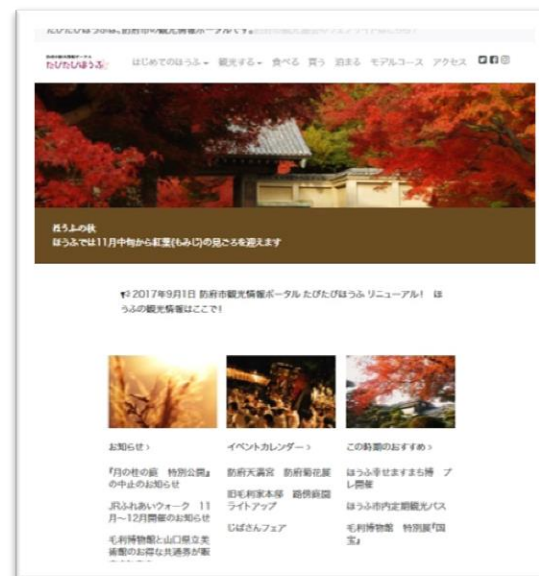 たびたびほうふは、防府市の観光情報ポータルです。
防府市観光情報ポータル
たびたびほうふ
はじめてのほうふ 観光する 食べる 買う 泊まる モデルコース アクセス
ほうふの秋
ほうふでは11月中旬から紅葉(もみじ)の見ごろを迎えます
2017年9月1日 防府市観光情報ポータル たびたびほうふ リニューアル! ほ
うふの観光情報はここで!
お知らせ >
『月の桂の庭 特別公開』
の中止のお知らせ
JRふれあいウォーク 11
月~12月開催のお知らせ
毛利博物館と山口県立美
術館のお得な共通券が販
イベントカレンダー >
防府天満宮 防府菊花展
旧毛利家本邸 庭園
ライトアップ
じばさんフェア
この時期のおすすめ >
ほうふ幸せますまち博 プ
レ開催
ほうふ市内定期観光バス
毛利博物館 特別展『国
宝』